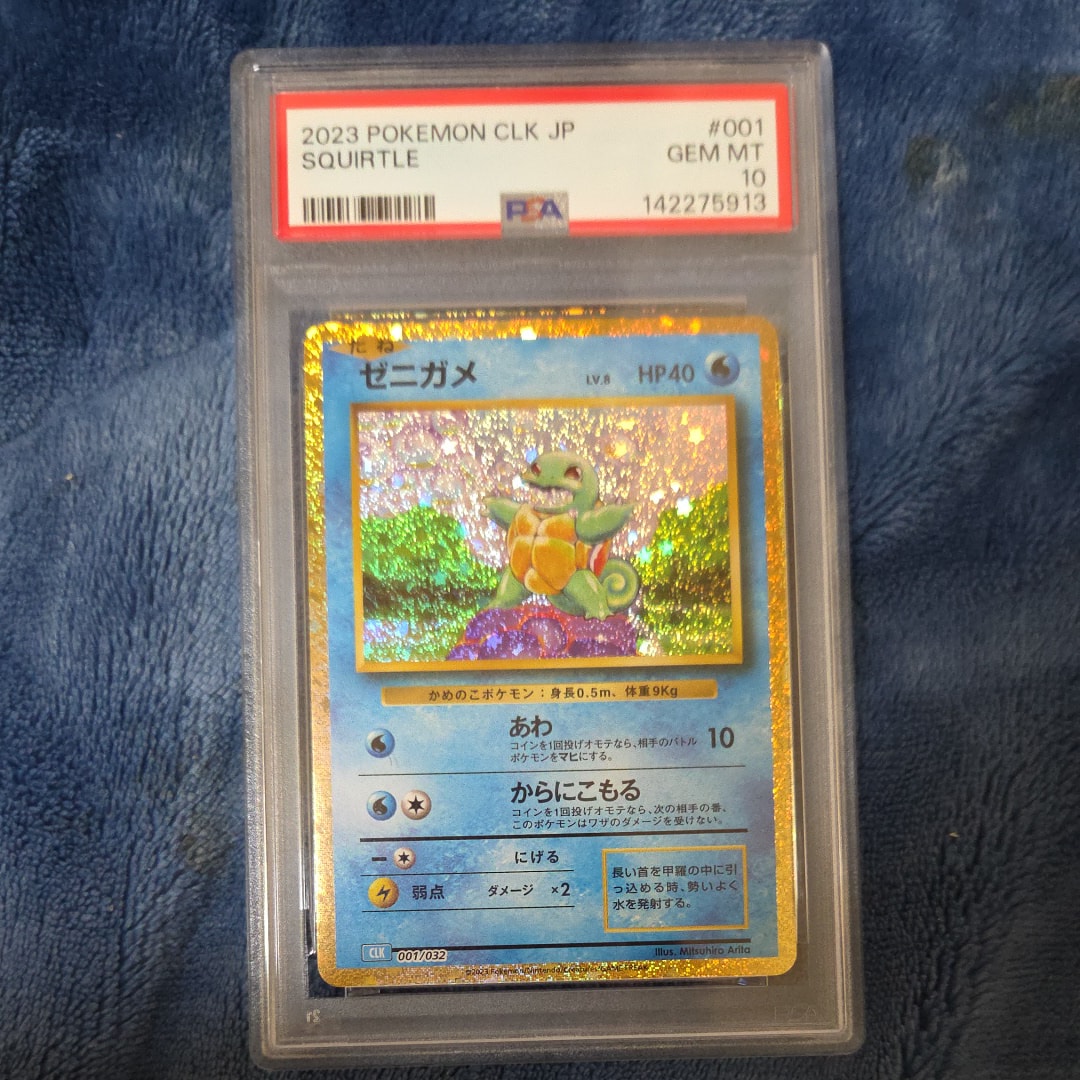 2023 POKEMON CLK JP
#001
SQUIRTLE
GEM MT
10
PSA
142275913
たね
ゼニガメ
LV.8 HP40
かめのこポケモン:身長0.5m、体重9Kg
あわ
10
コインを1回投げオモテなら、相手のバトル
ポケモンをマヒにする。
からにこもる
コインを1回投げオモテなら、次の相手の番、
このポケモンはワザのダメージを受けない。
にげる
弱点 ダメージ ×2
長い首を甲羅の中に引
っ込める時、勢いよく
水を発射する。
CLK 001/032
Illus. Mitsuhiro Arita
©2023 Pokémon/Nintendo/Creatures/GAME FREAK